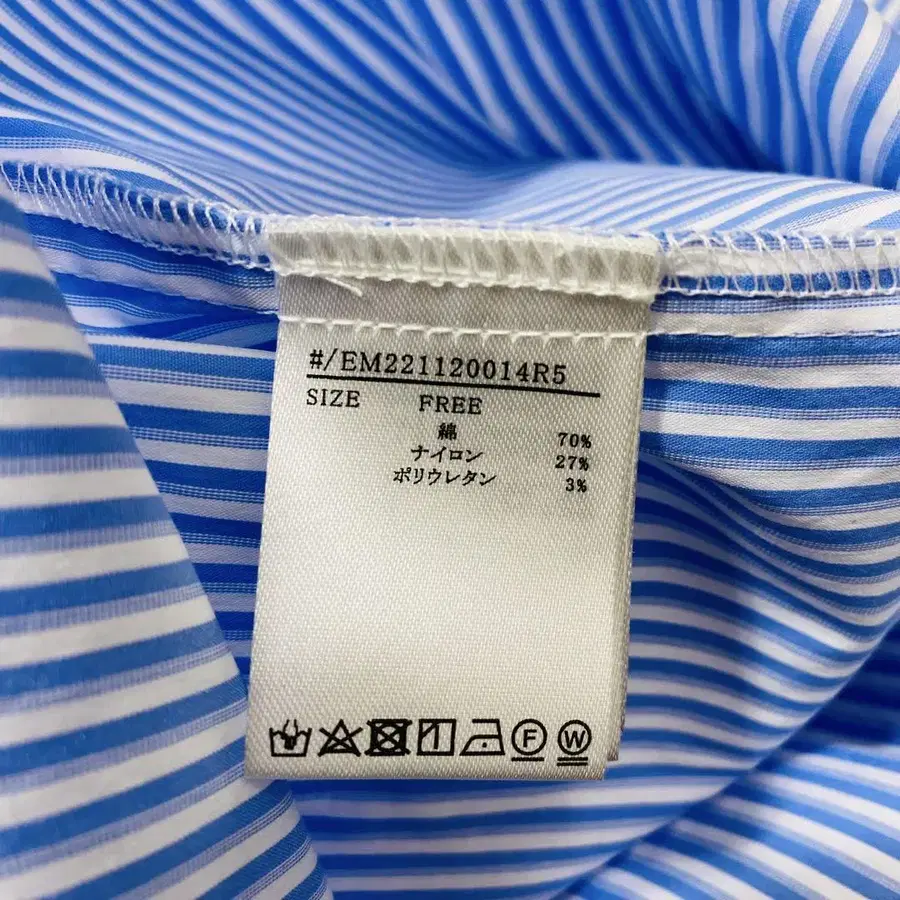 #/EM221120014R5
SIZE FREE
綿 70%
ナイロン 27%
ポリウレタン 3%
F W